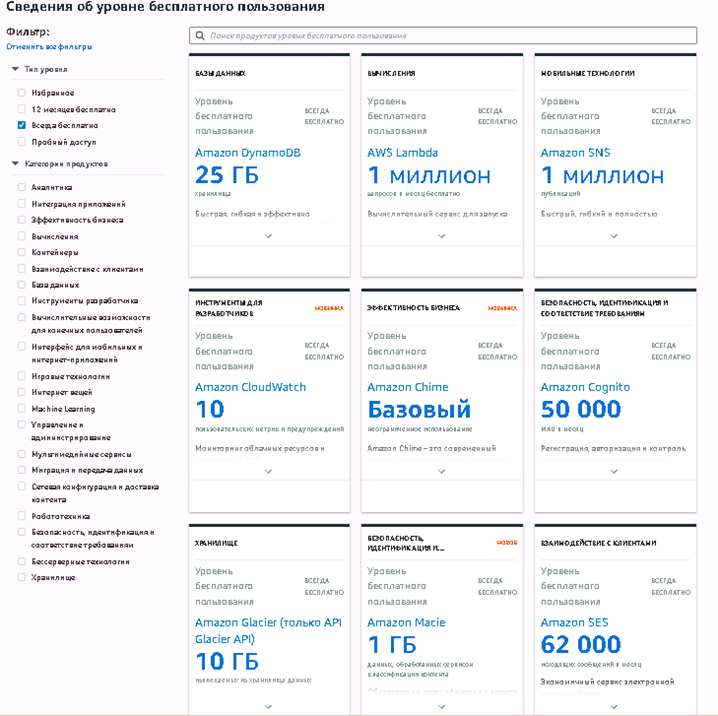 Сведения об уровне бесплатного пользования
Фильтр:
Отменить все фильтры
Тип уровня
Избранное
12 месяцев бесплатно
Всегда бесплатно
Пробный доступ
Категории продуктов
Аналитика
Интеграция приложений
Эффективность бизнеса
Вычисления
Контейнеры
Взаимодействие с клиентами
База данных
Инструменты разработчика
Вычислительные возможности
для конечных пользователей
Интерфейс для мобильных и
интернет-приложений
Игровые технологии
Интернет вещей
Machine Learning
Управление и
администрирование
Мультимедийные сервисы
Миграция и передача данных
Сетевая конфигурация и доставка
контента
Робототехника
Безопасность, идентификация и
соответствие требованиям
Бессерверные технологии
Хранилище
Поиск продуктов уровня бесплатного пользования
БАЗЫ ДАННЫХ
Уровень
бесплатного
пользования
ВСЕГДА
БЕСПЛАТНО
Amazon DynamoDB
25 ГБ
хранилища
Быстрая, гибкая и эффективно
ВЫЧИСЛЕНИЯ
Уровень
бесплатного
пользования
ВСЕГДА
БЕСПЛАТНО
AWS Lambda
1 миллион
запросов в месяц бесплатно
Вычислительный сервис для запуска
МОБИЛЬНЫЕ ТЕХНОЛОГИИ
Уровень
бесплатного
пользования
ВСЕГДА
БЕСПЛАТНО
Amazon SNS
1 миллион
публикаций
Быстрый, гибкий и полностью
ИНСТРУМЕНТЫ ДЛЯ
РАЗРАБОТЧИКОВ
НОВИНКА
Уровень
бесплатного
пользования
ВСЕГДА
БЕСПЛАТНО
Amazon CloudWatch
10
пользовательских метрик и предупреждений
Мониторинг облачных ресурсов и
ЭФФЕКТИВНОСТЬ БИЗНЕСА
НОВИНКА
Уровень
бесплатного
пользования
ВСЕГДА
БЕСПЛАТНО
Amazon Chime
Базовый
неограниченное использование
Amazon Chime – это современный
БЕЗОПАСНОСТЬ, ИДЕНТИФИКАЦИЯ И
СООТВЕТСТВИЕ ТРЕБОВАНИЯМ
Уровень
бесплатного
пользования
ВСЕГДА
БЕСПЛАТНО
Amazon Cognito
50 000
MAU в месяц
Регистрация, авторизация и контроль
ХРАНИЛИЩЕ
Уровень
бесплатного
пользования
ВСЕГДА
БЕСПЛАТНО
Amazon Glacier (только API
Glacier API)
10 ГБ
извлекаемых из хранилища данных
БЕЗОПАСНОСТЬ,
ИДЕНТИФИКАЦИЯ И...
НОВОЕ
Уровень
бесплатного
пользования
ВСЕГДА
БЕСПЛАТНО
Amazon Macie
1 ГБ
данных, обработанных сервисом
классификации контента
ВЗАИМОДЕЙСТВИЕ С КЛИЕНТАМИ
Уровень
бесплатного
пользования
ВСЕГДА
БЕСПЛАТНО
Amazon SES
62 000
исходящих сообщений в месяц
Экономичный сервис электронной